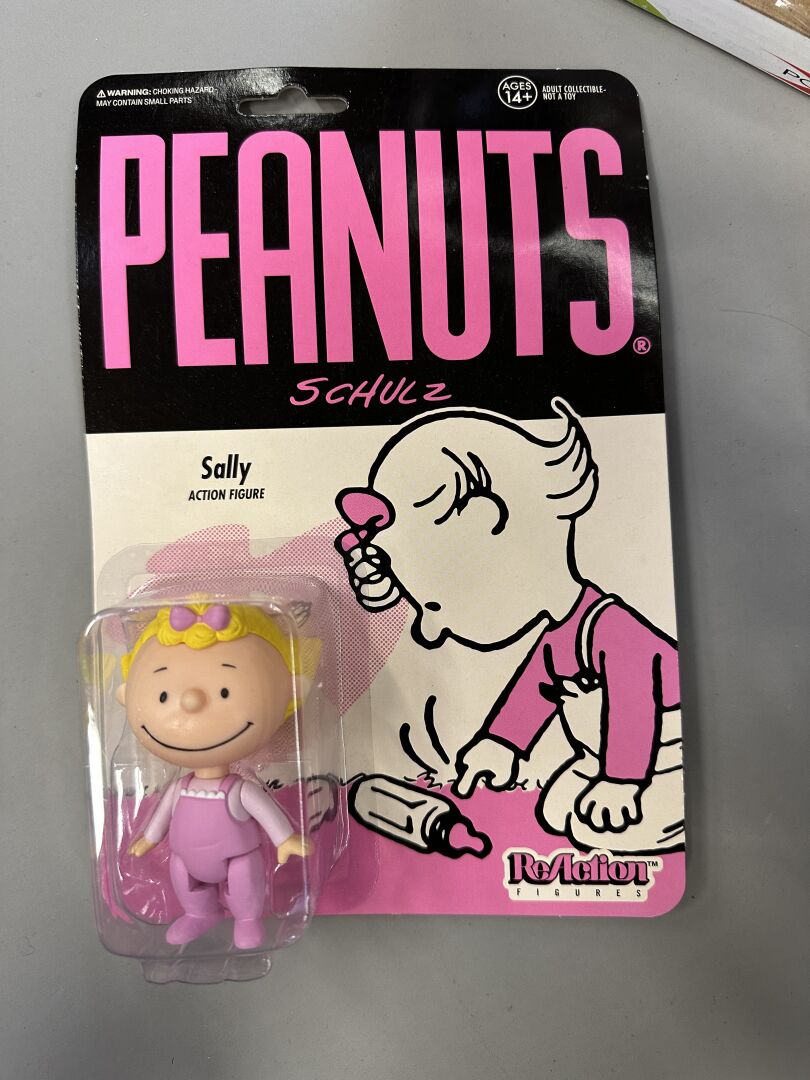 ⚠ WARNING: CHOKING HAZARD-
MAY CONTAIN SMALL PARTS
AGES
14+
ADULT COLLECTIBLE-
NOT A TOY
PEANUTS®
SCHULZ
Sally
ACTION FIGURE
ReAction™
FIGURES